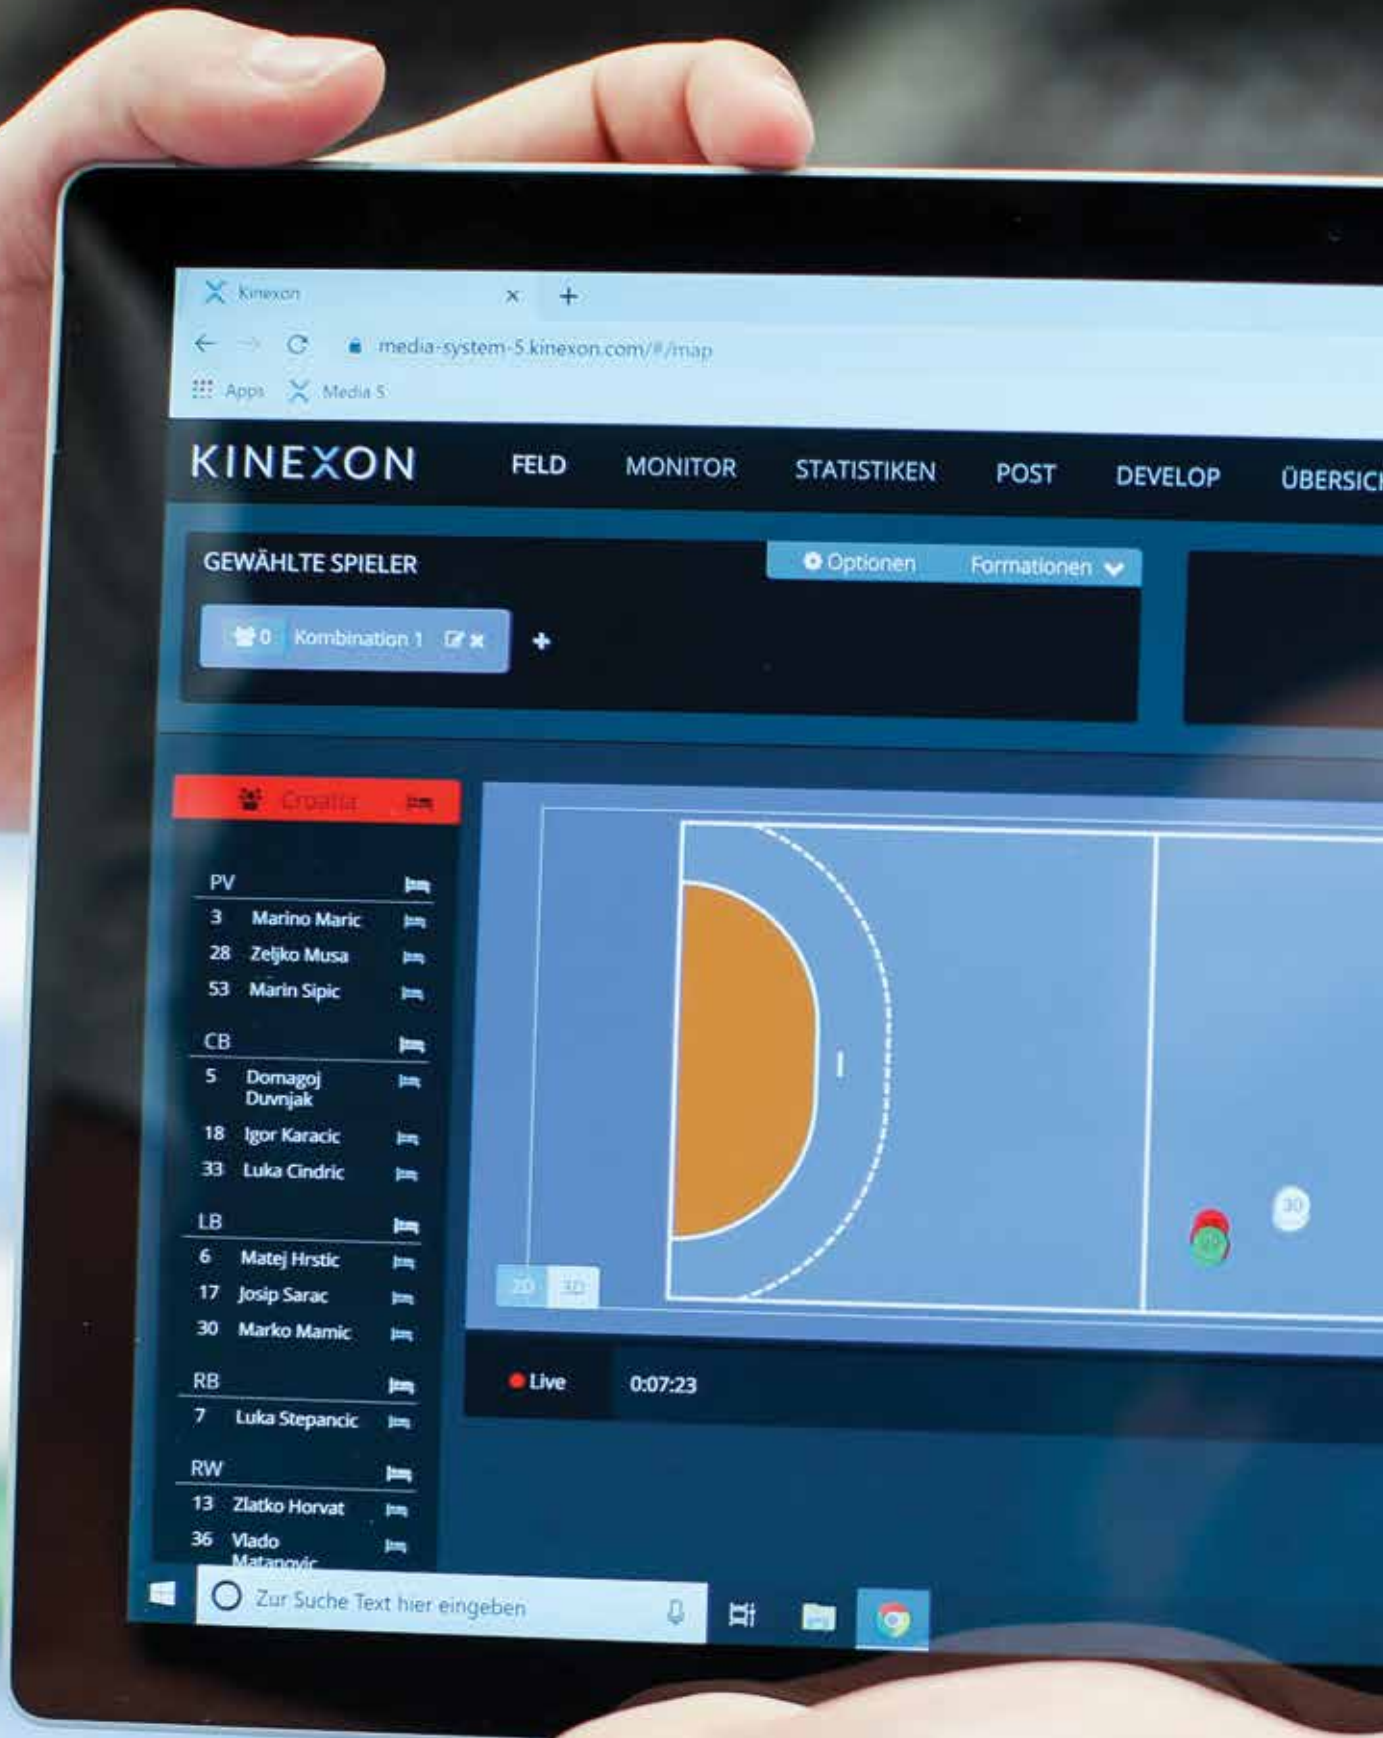 Kinexon
media-system-5.kinexon.com/#/map
Apps Media 5
KINEXON FELD MONITOR STATISTIKEN POST DEVELOP ÜBERSICH
GEWÄHLTE SPIELER
Optionen Formationen
0 Kombination 1
Croatia
PV
3 Marino Maric
28 Zeljko Musa
53 Marin Sipic
CB
5 Domagoj
Duvnjak
18 Igor Karacic
33 Luka Cindric
LB
6 Matej Hrstic
17 Josip Sarac
30 Marko Mamic
RB
7 Luka Stepancic
RW
13 Zlatko Horvat
36 Vlado
Matanovic
30
2D 3D
Live 0:07:23
Zur Suche Text hier eingeben